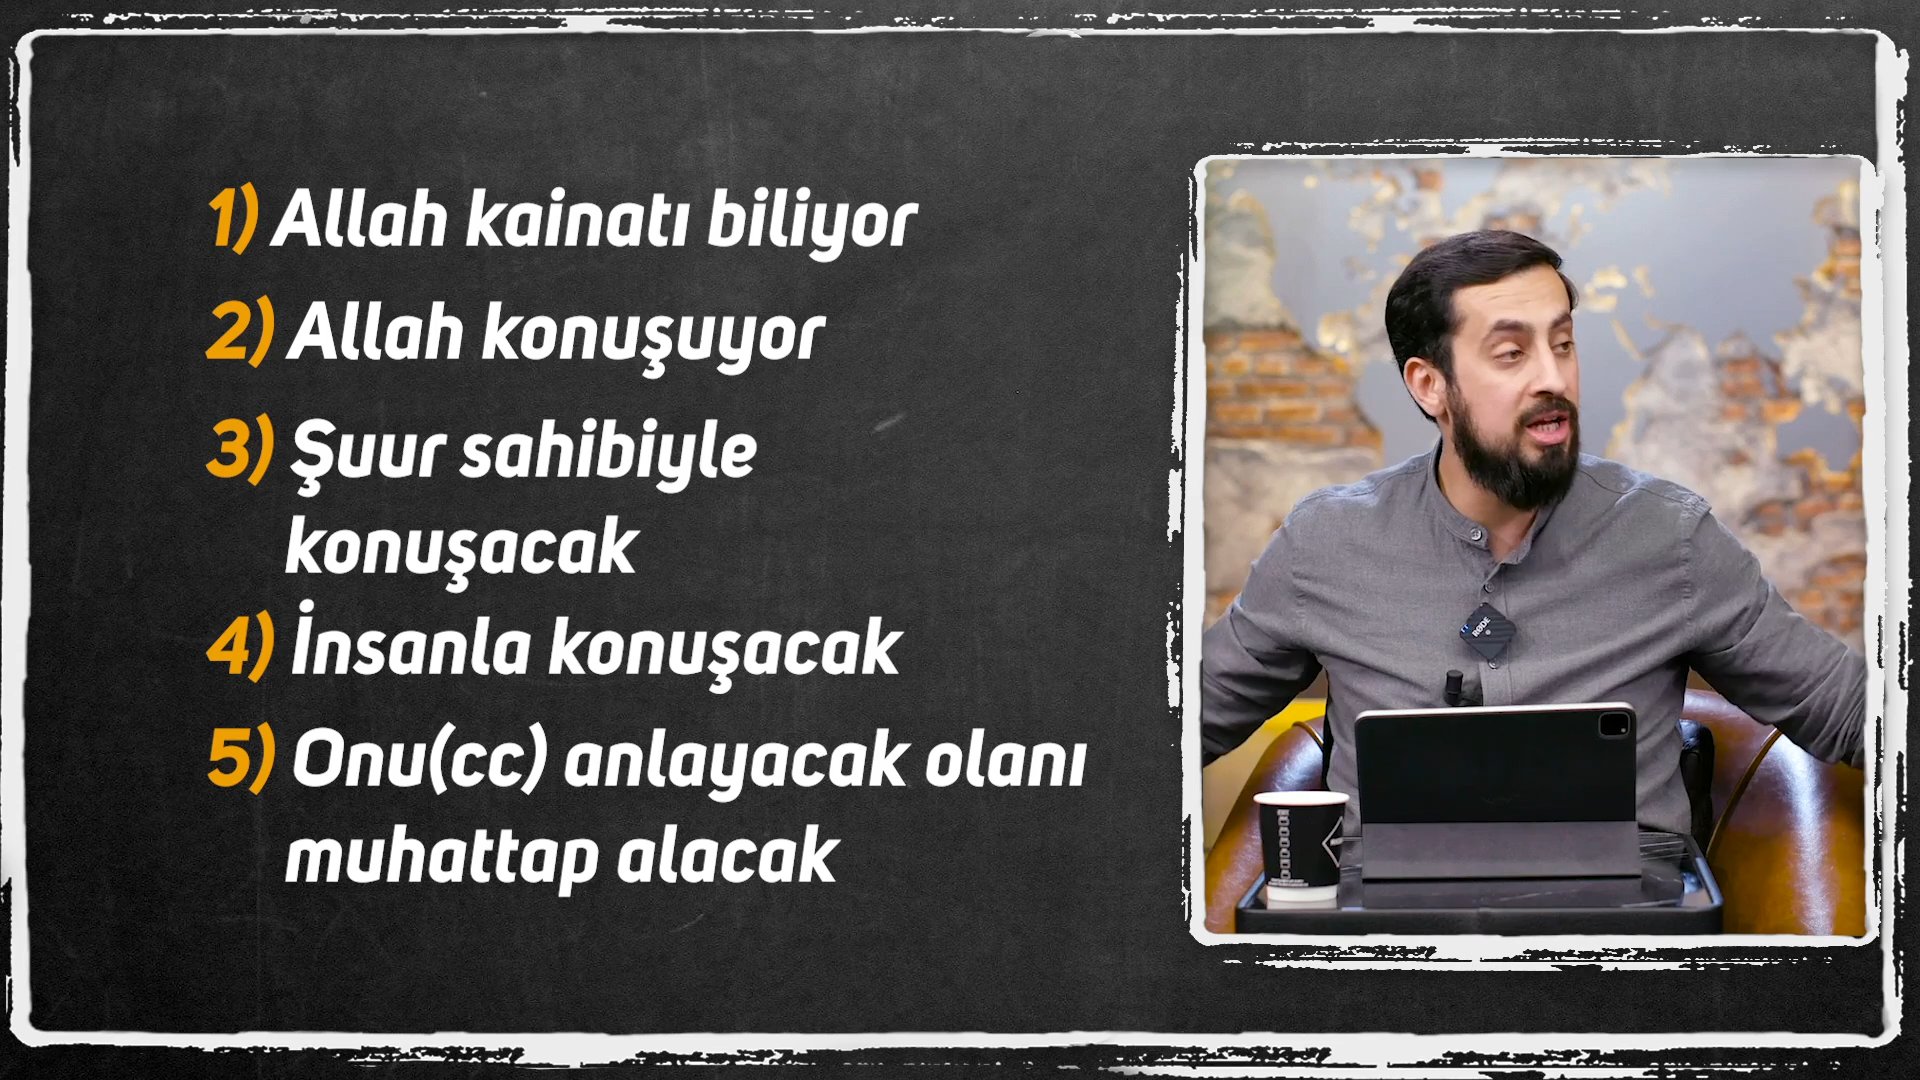 1) Allah kainatı biliyor
2) Allah konuşuyor
3) Şuur sahibiyle
konuşacak
4) İnsanla konuşacak
5) Onu(cc) anlayacak olanı
muhattap alacak
RØDE